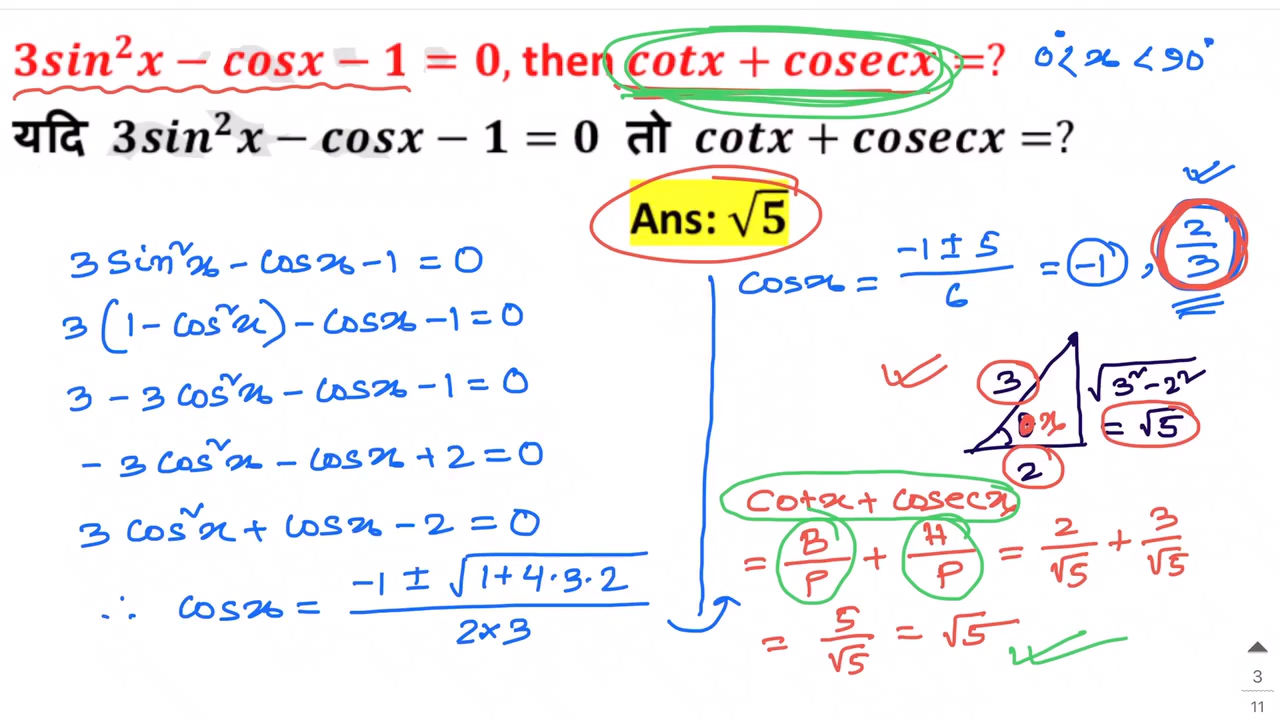 3sin²x − cosx − 1 = 0, then cotx + cosecx =? 0° < x < 90°
यदि 3sin²x − cosx − 1 = 0 तो cotx + cosecx =?
Ans: √5
3 Sin²x - cosx - 1 = 0
3 (1 - cos²x) - cosx - 1 = 0
3 - 3 cos²x - cosx - 1 = 0
- 3 cos²x - cosx + 2 = 0
3 cos²x + cosx - 2 = 0
∴ cosx = (-1 ± √(1+4·3·2)) / (2×3)
cosx = (-1 ± 5) / 6 = -1, 2/3
3
√(3² - 2²)
x
= √5
2
cotx + cosecx
= B/P + H/P = 2/√5 + 3/√5
= 5/√5 = √5
3
11